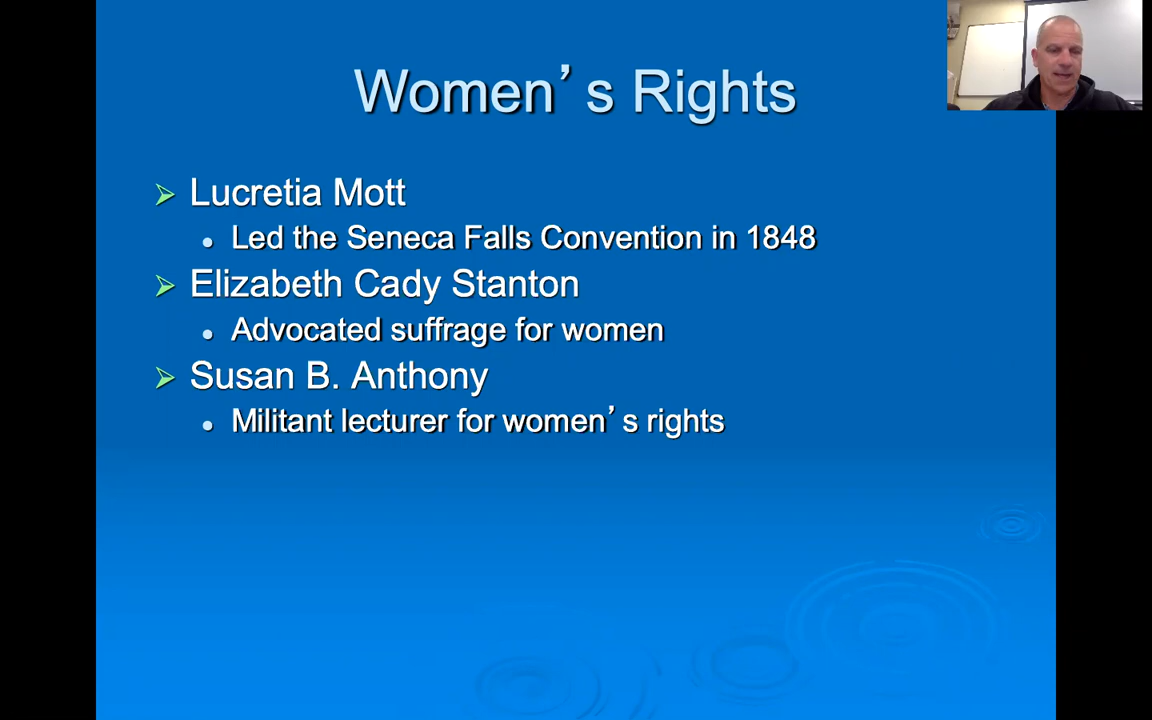 Women’s Rights
Lucretia Mott
Led the Seneca Falls Convention in 1848
Elizabeth Cady Stanton
Advocated suffrage for women
Susan B. Anthony
Militant lecturer for women’s rights